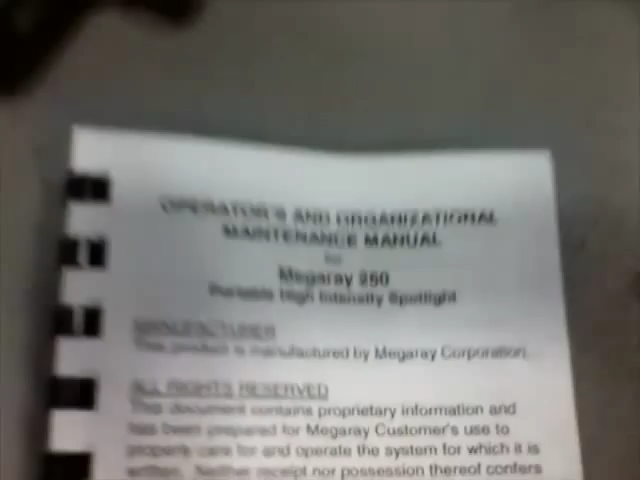 OPERATOR'S AND ORGANIZATIONAL
MAINTENANCE MANUAL
for
Megaray 250
Portable High Intensity Spotlight
MANUFACTURER
This product is manufactured by Megaray Corporation.
ALL RIGHTS RESERVED
This document contains proprietary information and
has been prepared for Megaray Customer's use to
properly care for and operate the system for which it is
written. Neither receipt nor possession thereof confers